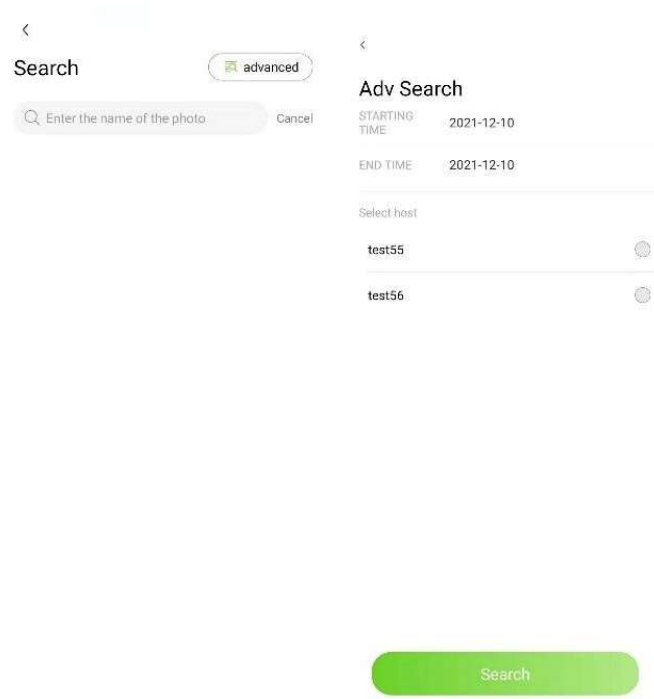 Search
advanced
Enter the name of the photo
Cancel
Adv Search
STARTING
TIME
2021-12-10
END TIME
2021-12-10
Select host
test55
test56
Search